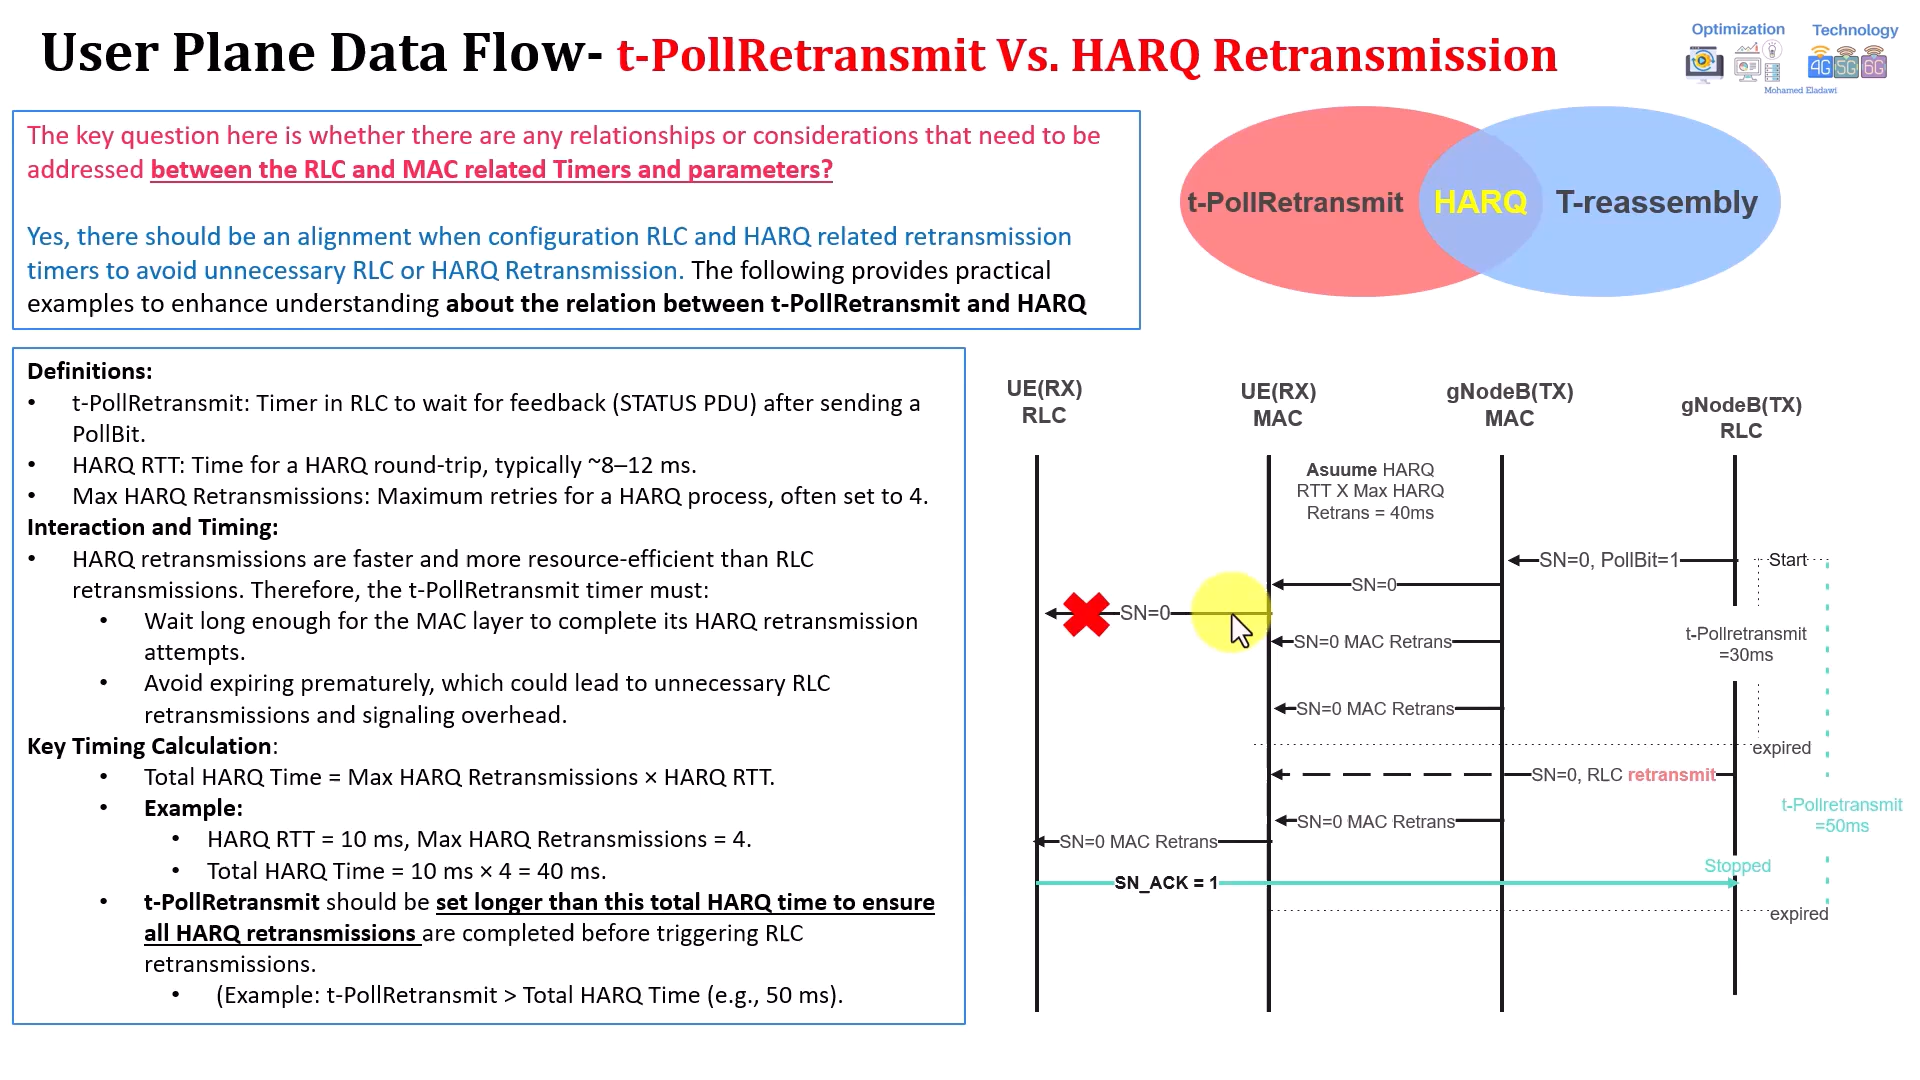 User Plane Data Flow- t-PollRetransmit Vs. HARQ Retransmission
Optimization Technology
4G 5G 6G
Mohamed Eladawi
The key question here is whether there are any relationships or considerations that need to be
addressed between the RLC and MAC related Timers and parameters?
Yes, there should be an alignment when configuration RLC and HARQ related retransmission
timers to avoid unnecessary RLC or HARQ Retransmission. The following provides practical
examples to enhance understanding about the relation between t-PollRetransmit and HARQ
t-PollRetransmit HARQ T-reassembly
Definitions:
• t-PollRetransmit: Timer in RLC to wait for feedback (STATUS PDU) after sending a
PollBit.
• HARQ RTT: Time for a HARQ round-trip, typically ~8–12 ms.
• Max HARQ Retransmissions: Maximum retries for a HARQ process, often set to 4.
Interaction and Timing:
• HARQ retransmissions are faster and more resource-efficient than RLC
retransmissions. Therefore, the t-PollRetransmit timer must:
• Wait long enough for the MAC layer to complete its HARQ retransmission
attempts.
• Avoid expiring prematurely, which could lead to unnecessary RLC
retransmissions and signaling overhead.
Key Timing Calculation:
• Total HARQ Time = Max HARQ Retransmissions × HARQ RTT.
• Example:
• HARQ RTT = 10 ms, Max HARQ Retransmissions = 4.
• Total HARQ Time = 10 ms × 4 = 40 ms.
• t-PollRetransmit should be set longer than this total HARQ time to ensure
all HARQ retransmissions are completed before triggering RLC
retransmissions.
• (Example: t-PollRetransmit > Total HARQ Time (e.g., 50 ms).
UE(RX)
RLC
UE(RX)
MAC
gNodeB(TX)
MAC
gNodeB(TX)
RLC
Asuume HARQ
RTT X Max HARQ
Retrans = 40ms
SN=0, PollBit=1
Start
SN=0
SN=0
SN=0 MAC Retrans
t-Pollretransmit
=30ms
SN=0 MAC Retrans
expired
SN=0, RLC retransmit
t-Pollretransmit
=50ms
SN=0 MAC Retrans
SN=0 MAC Retrans
Stopped
SN_ACK = 1
expired